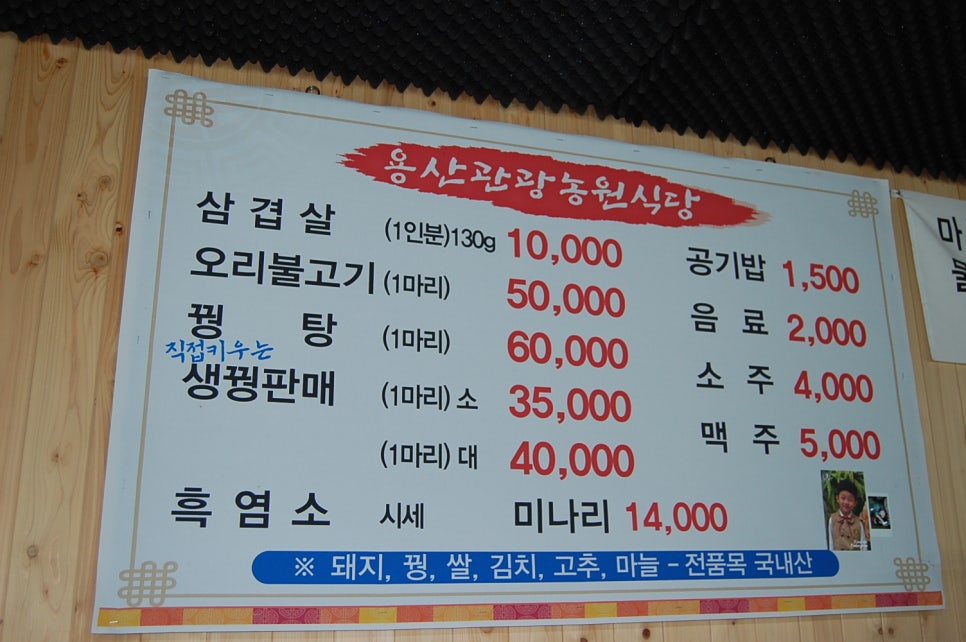 용산관광농원식당
삼겹살 (1인분)130g 10,000
오리불고기 (1마리) 50,000
꿩 탕 (1마리) 60,000
직접키우는
생꿩판매 (1마리) 소 35,000
(1마리) 대 40,000
흑염소 시세 미나리 14,000
공기밥 1,500
음료 2,000
소주 4,000
맥주 5,000
※ 돼지, 꿩, 쌀, 김치, 고추, 마늘 - 전품목 국내산
마